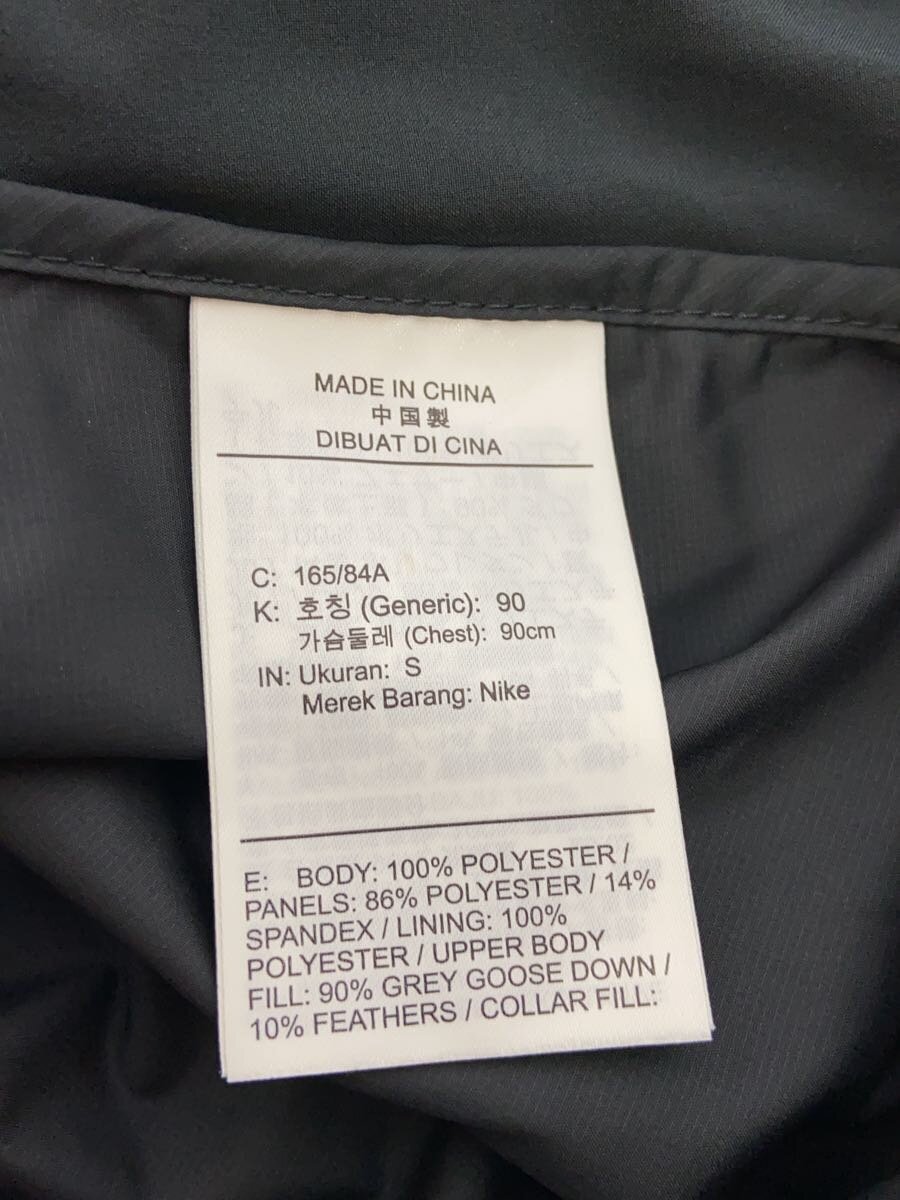 MADE IN CHINA
中国製
DIBUAT DI CINA
C: 165/84A
K: 호칭 (Generic): 90
가슴둘레 (Chest): 90cm
IN: Ukuran: S
Merek Barang: Nike
E: BODY: 100% POLYESTER /
PANELS: 86% POLYESTER / 14%
SPANDEX / LINING: 100%
POLYESTER / UPPER BODY
FILL: 90% GREY GOOSE DOWN /
10% FEATHERS / COLLAR FILL: